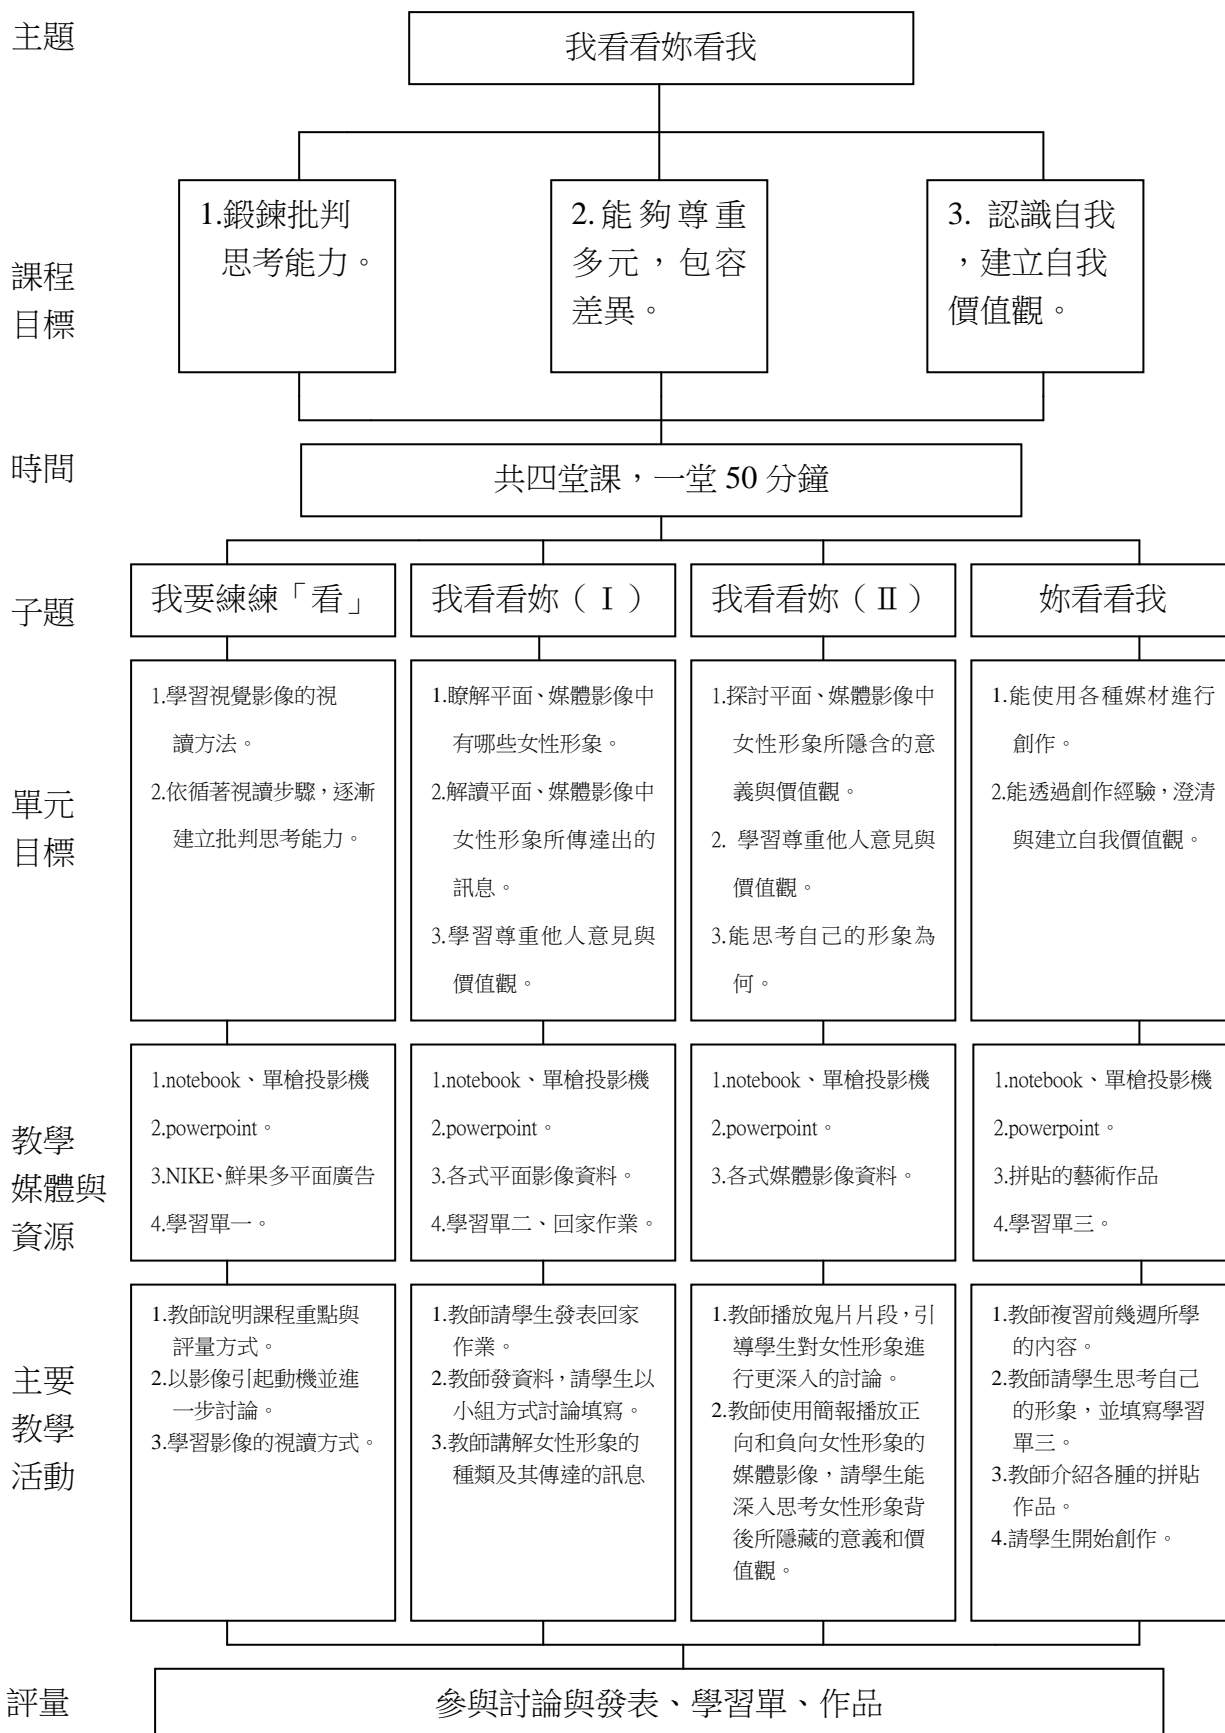 主題
我看看妳看我
課程
目標
1.鍛鍊批判
思考能力。
2.能夠尊重
多元，包容
差異。
3. 認識自我
，建立自我
價值觀。
時間
共四堂課，一堂 50 分鐘
子題
我要練練「看」
我看看妳（Ⅰ）
我看看妳（Ⅱ）
妳看看我
單元
目標
1.學習視覺影像的視
讀方法。
2.依循著視讀步驟，逐漸
建立批判思考能力。
1.瞭解平面、媒體影像中
有哪些女性形象。
2.解讀平面、媒體影像中
女性形象所傳達出的
訊息。
3.學習尊重他人意見與
價值觀。
1.探討平面、媒體影像中
女性形象所隱含的意
義與價值觀。
2. 學習尊重他人意見與
價值觀。
3.能思考自己的形象為
何。
1.能使用各種媒材進行
創作。
2.能透過創作經驗，澄清
與建立自我價值觀。
教學
媒體與
資源
1.notebook、單槍投影機
2.powerpoint。
3.NIKE、鮮果多平面廣告
4.學習單一。
1.notebook、單槍投影機
2.powerpoint。
3.各式平面影像資料。
4.學習單二、回家作業。
1.notebook、單槍投影機
2.powerpoint。
3.各式媒體影像資料。
1.notebook、單槍投影機
2.powerpoint。
3.拼貼的藝術作品
4.學習單三。
主要
教學
活動
1.教師說明課程重點與
評量方式。
2.以影像引起動機並進
一步討論。
3.學習影像的視讀方式。
1.教師請學生發表回家
作業。
2.教師發資料，請學生以
小組方式討論填寫。
3.教師講解女性形象的
種類及其傳達的訊息
1.教師播放鬼片片段，引
導學生對女性形象進
行更深入的討論。
2.教師使用簡報播放正
向和負向女性形象的
媒體影像，請學生能
深入思考女性形象背
後所隱藏的意義和價
值觀。
1.教師複習前幾週所學
的內容。
2.教師請學生思考自己
的形象，並填寫學習
單三。
3.教師介紹各腫的拼貼
作品。
4.請學生開始創作。
評量
參與討論與發表、學習單、作品